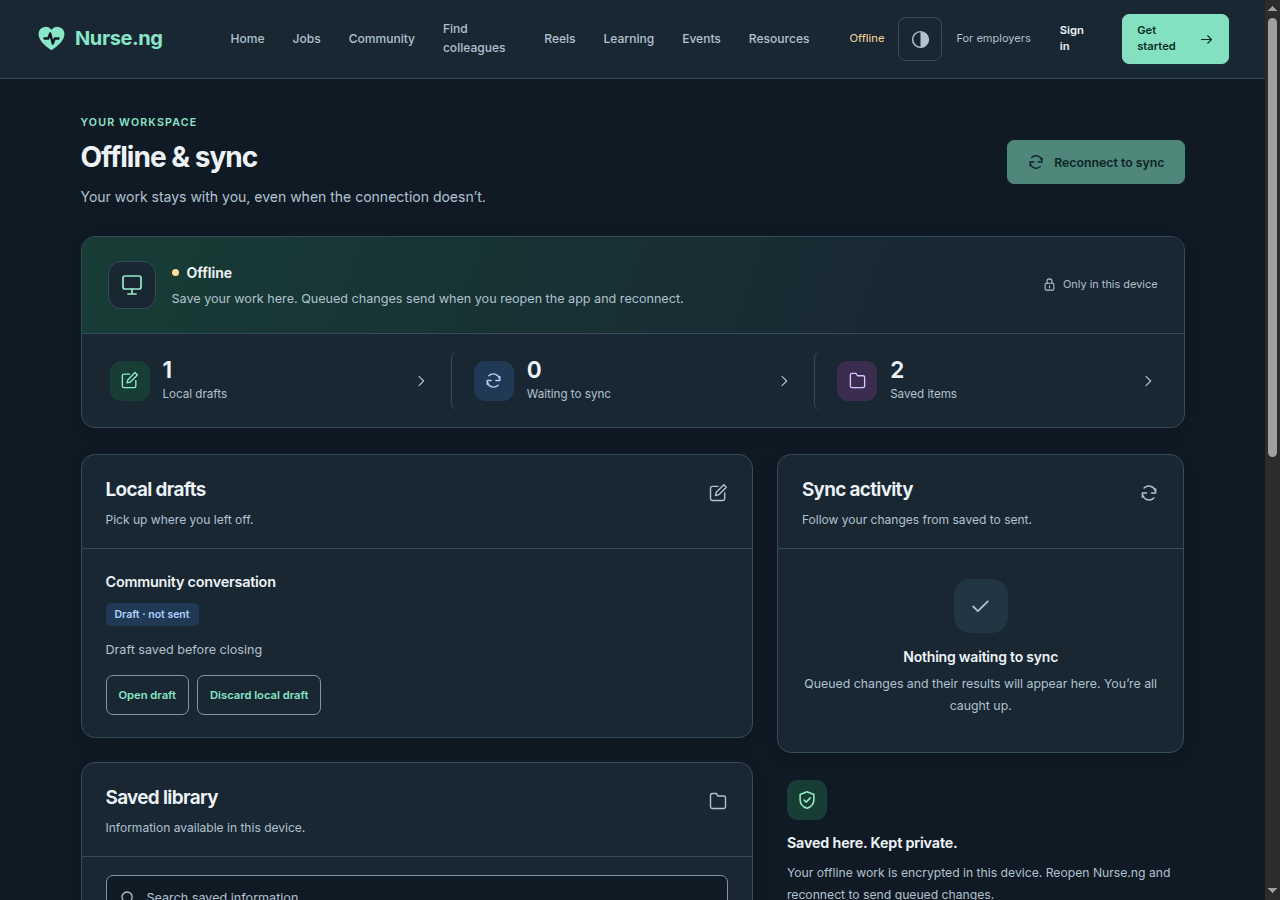 Nurse.ng
Home
Jobs
Community
Find
colleagues
Reels
Learning
Events
Resources
Offline
For employers
Sign
in
Get
started
YOUR WORKSPACE
Offline & sync
Your work stays with you, even when the connection doesn’t.
Reconnect to sync
Offline
Save your work here. Queued changes send when you reopen the app and reconnect.
Only in this device
1
Local drafts
0
Waiting to sync
2
Saved items
Local drafts
Pick up where you left off.
Community conversation
Draft · not sent
Draft saved before closing
Open draft
Discard local draft
Sync activity
Follow your changes from saved to sent.
Nothing waiting to sync
Queued changes and their results will appear here. You’re all
caught up.
Saved library
Information available in this device.
Search saved information
Saved here. Kept private.
Your offline work is encrypted in this device. Reopen Nurse.ng and
reconnect to send queued changes.